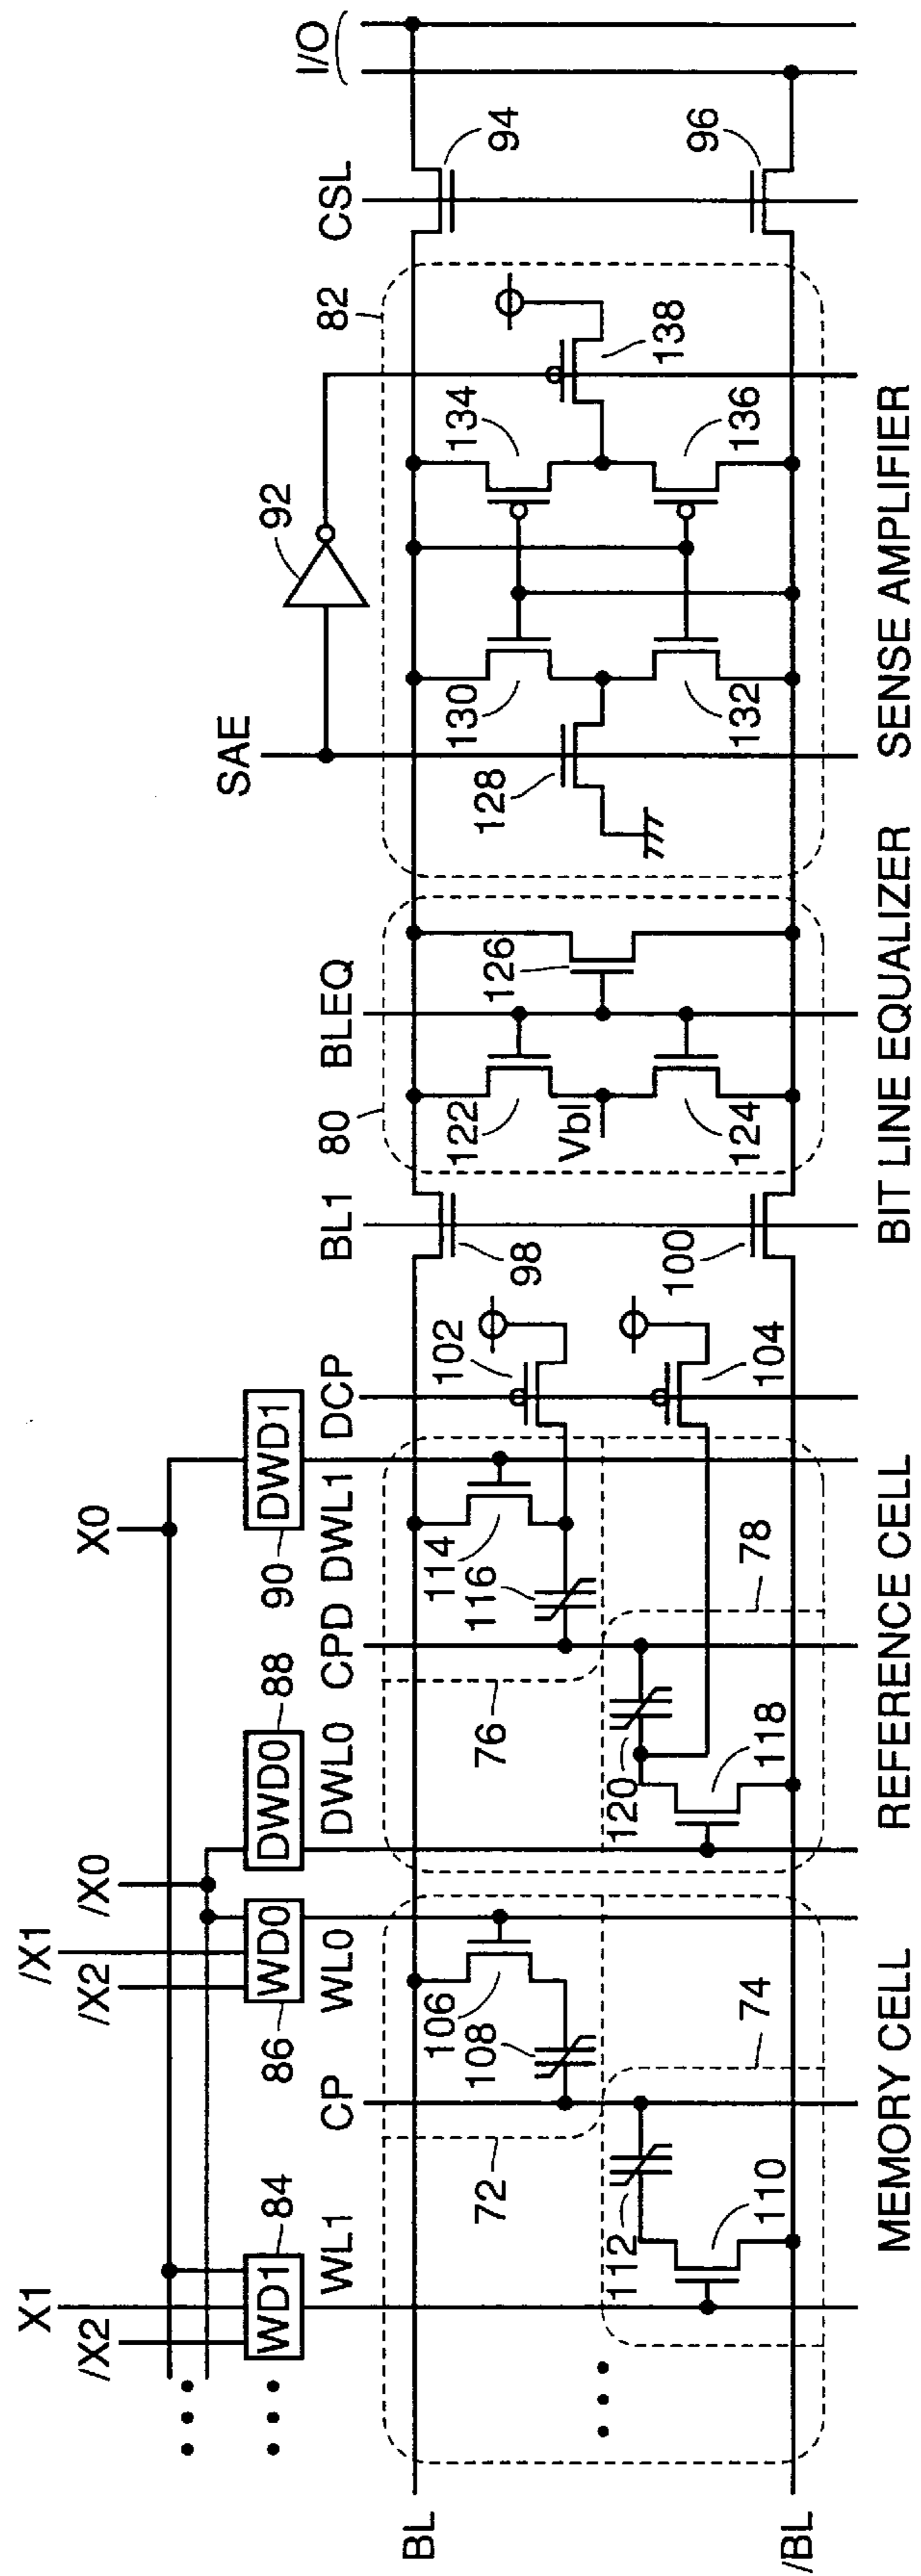 X1
/X2
/X1
/X2
/X0
X0
WD1
84
WD0
86
DWD0
88
DWD1
90
WL1
CP
WL0
DWL0
CPD
DWL1
DCP
BL1
80
BLEQ
SAE
92
82
CSL
I/O
BL
/BL
72
74
106
108
110
112
76
78
114
116
118
120
102
104
98
100
122
124
126
Vbl
128
130
132
134
136
138
94
96
MEMORY CELL
REFERENCE CELL
BIT LINE EQUALIZER
SENSE AMPLIFIER